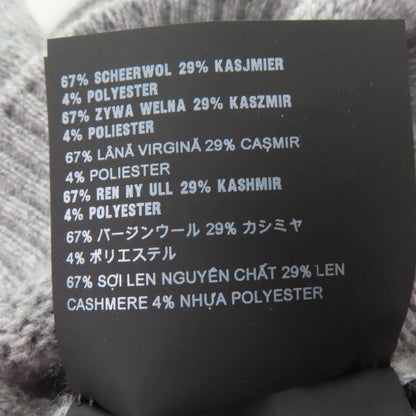 67% SCHEERWOL 29% KASJMIER
4% POLYESTER
67% ZYWA WELNA 29% KASZMIR
4% POLIESTER
67% LÂNĂ VIRGINĂ 29% CAȘMIR
4% POLIESTER
67% REN NY ULL 29% KASHMIR
4% POLYESTER
67% バージンウール 29% カシミヤ
4% ポリエステル
67% SỢI LEN NGUYÊN CHẤT 29% LEN
CASHMERE 4% NHỰA POLYESTER